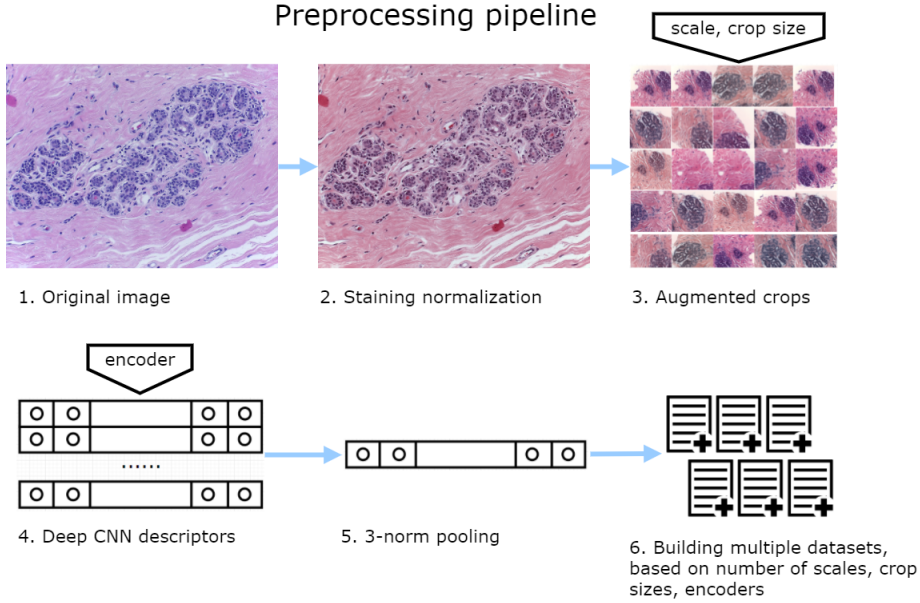 Preprocessing pipeline
scale, crop size
1. Original image
2. Staining normalization
3. Augmented crops
encoder
......
4. Deep CNN descriptors
5. 3-norm pooling
6. Building multiple datasets,
based on number of scales, crop
sizes, encoders